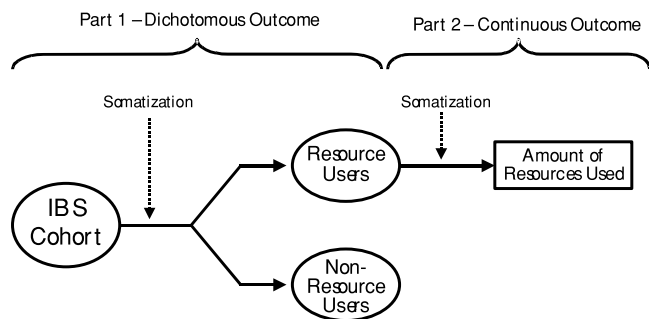 Part 1 – Dichotomous Outcome
Part 2 – Continuous Outcome
Somatization
Somatization
Resource
Users
Amount of
Resources Used
IBS
Cohort
Non-
Resource
Users